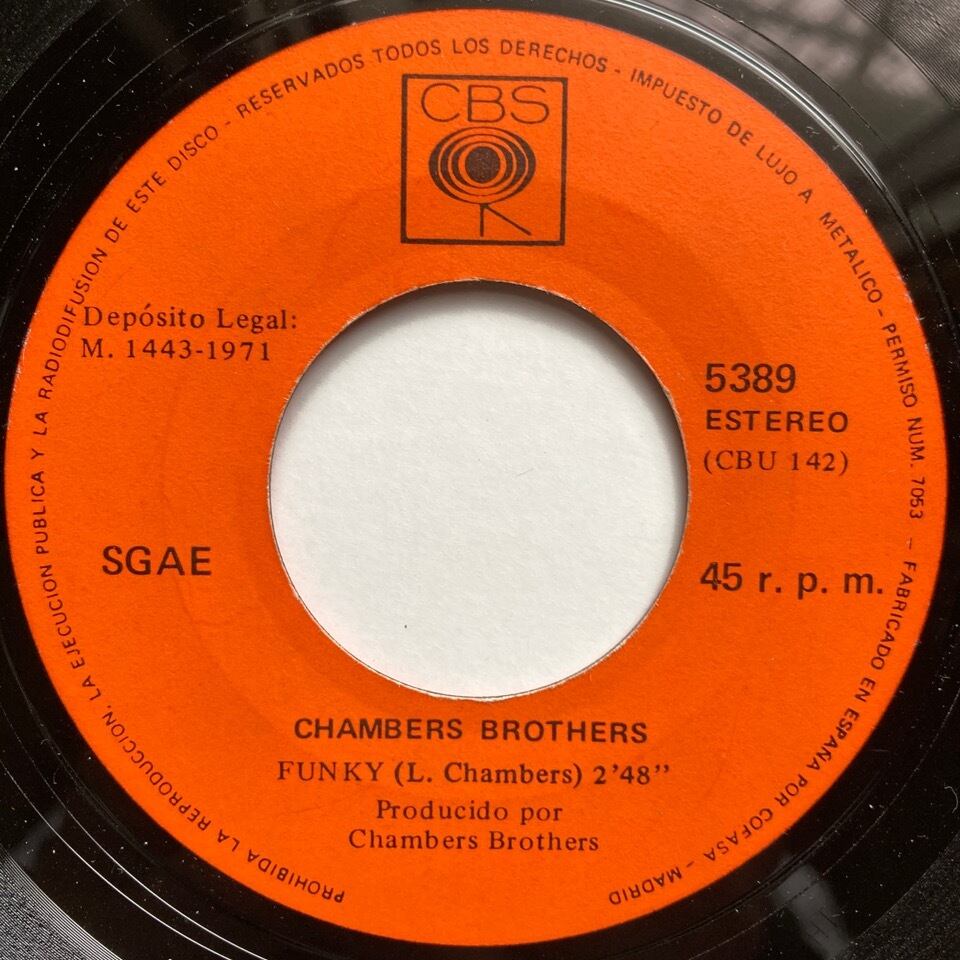 PROHIBIDA LA REPRODUCCION, LA EJECUCION PUBLICA Y LA RADIODIFUSION DE ESTE DISCO - RESERVADOS TODOS LOS DERECHOS - IMPUESTO DE LUJO A METALICO - PERMISO NUM. 7053 - FABRICADO EN ESPAÑA POR COFASA - MADRID
CBS
Depósito Legal:
M. 1443-1971
5389
ESTEREO
(CBU 142)
SGAE
45 r. p. m.
CHAMBERS BROTHERS
FUNKY (L. Chambers) 2'48"
Producido por
Chambers Brothers